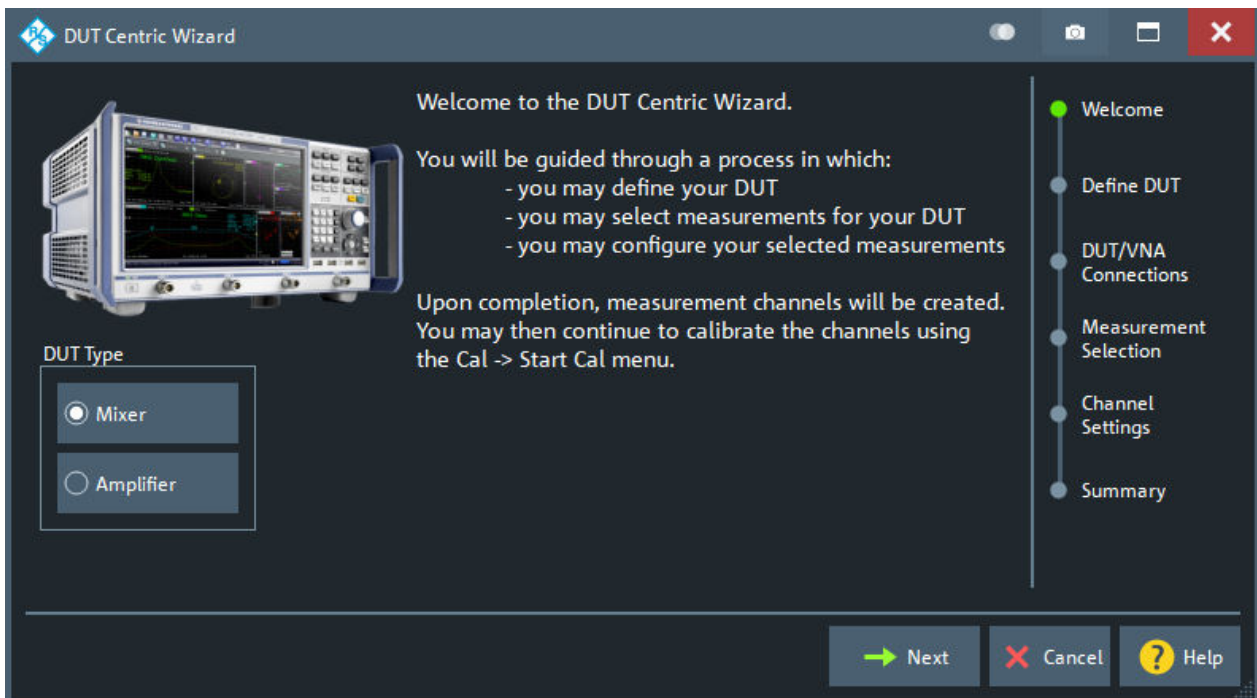 DUT Centric Wizard
Welcome to the DUT Centric Wizard.
You will be guided through a process in which:
- you may define your DUT
- you may select measurements for your DUT
- you may configure your selected measurements
Upon completion, measurement channels will be created.
You may then continue to calibrate the channels using
the Cal -> Start Cal menu.
DUT Type
Mixer
Amplifier
Welcome
Define DUT
DUT/VNA
Connections
Measurement
Selection
Channel
Settings
Summary
Next
Cancel
? Help